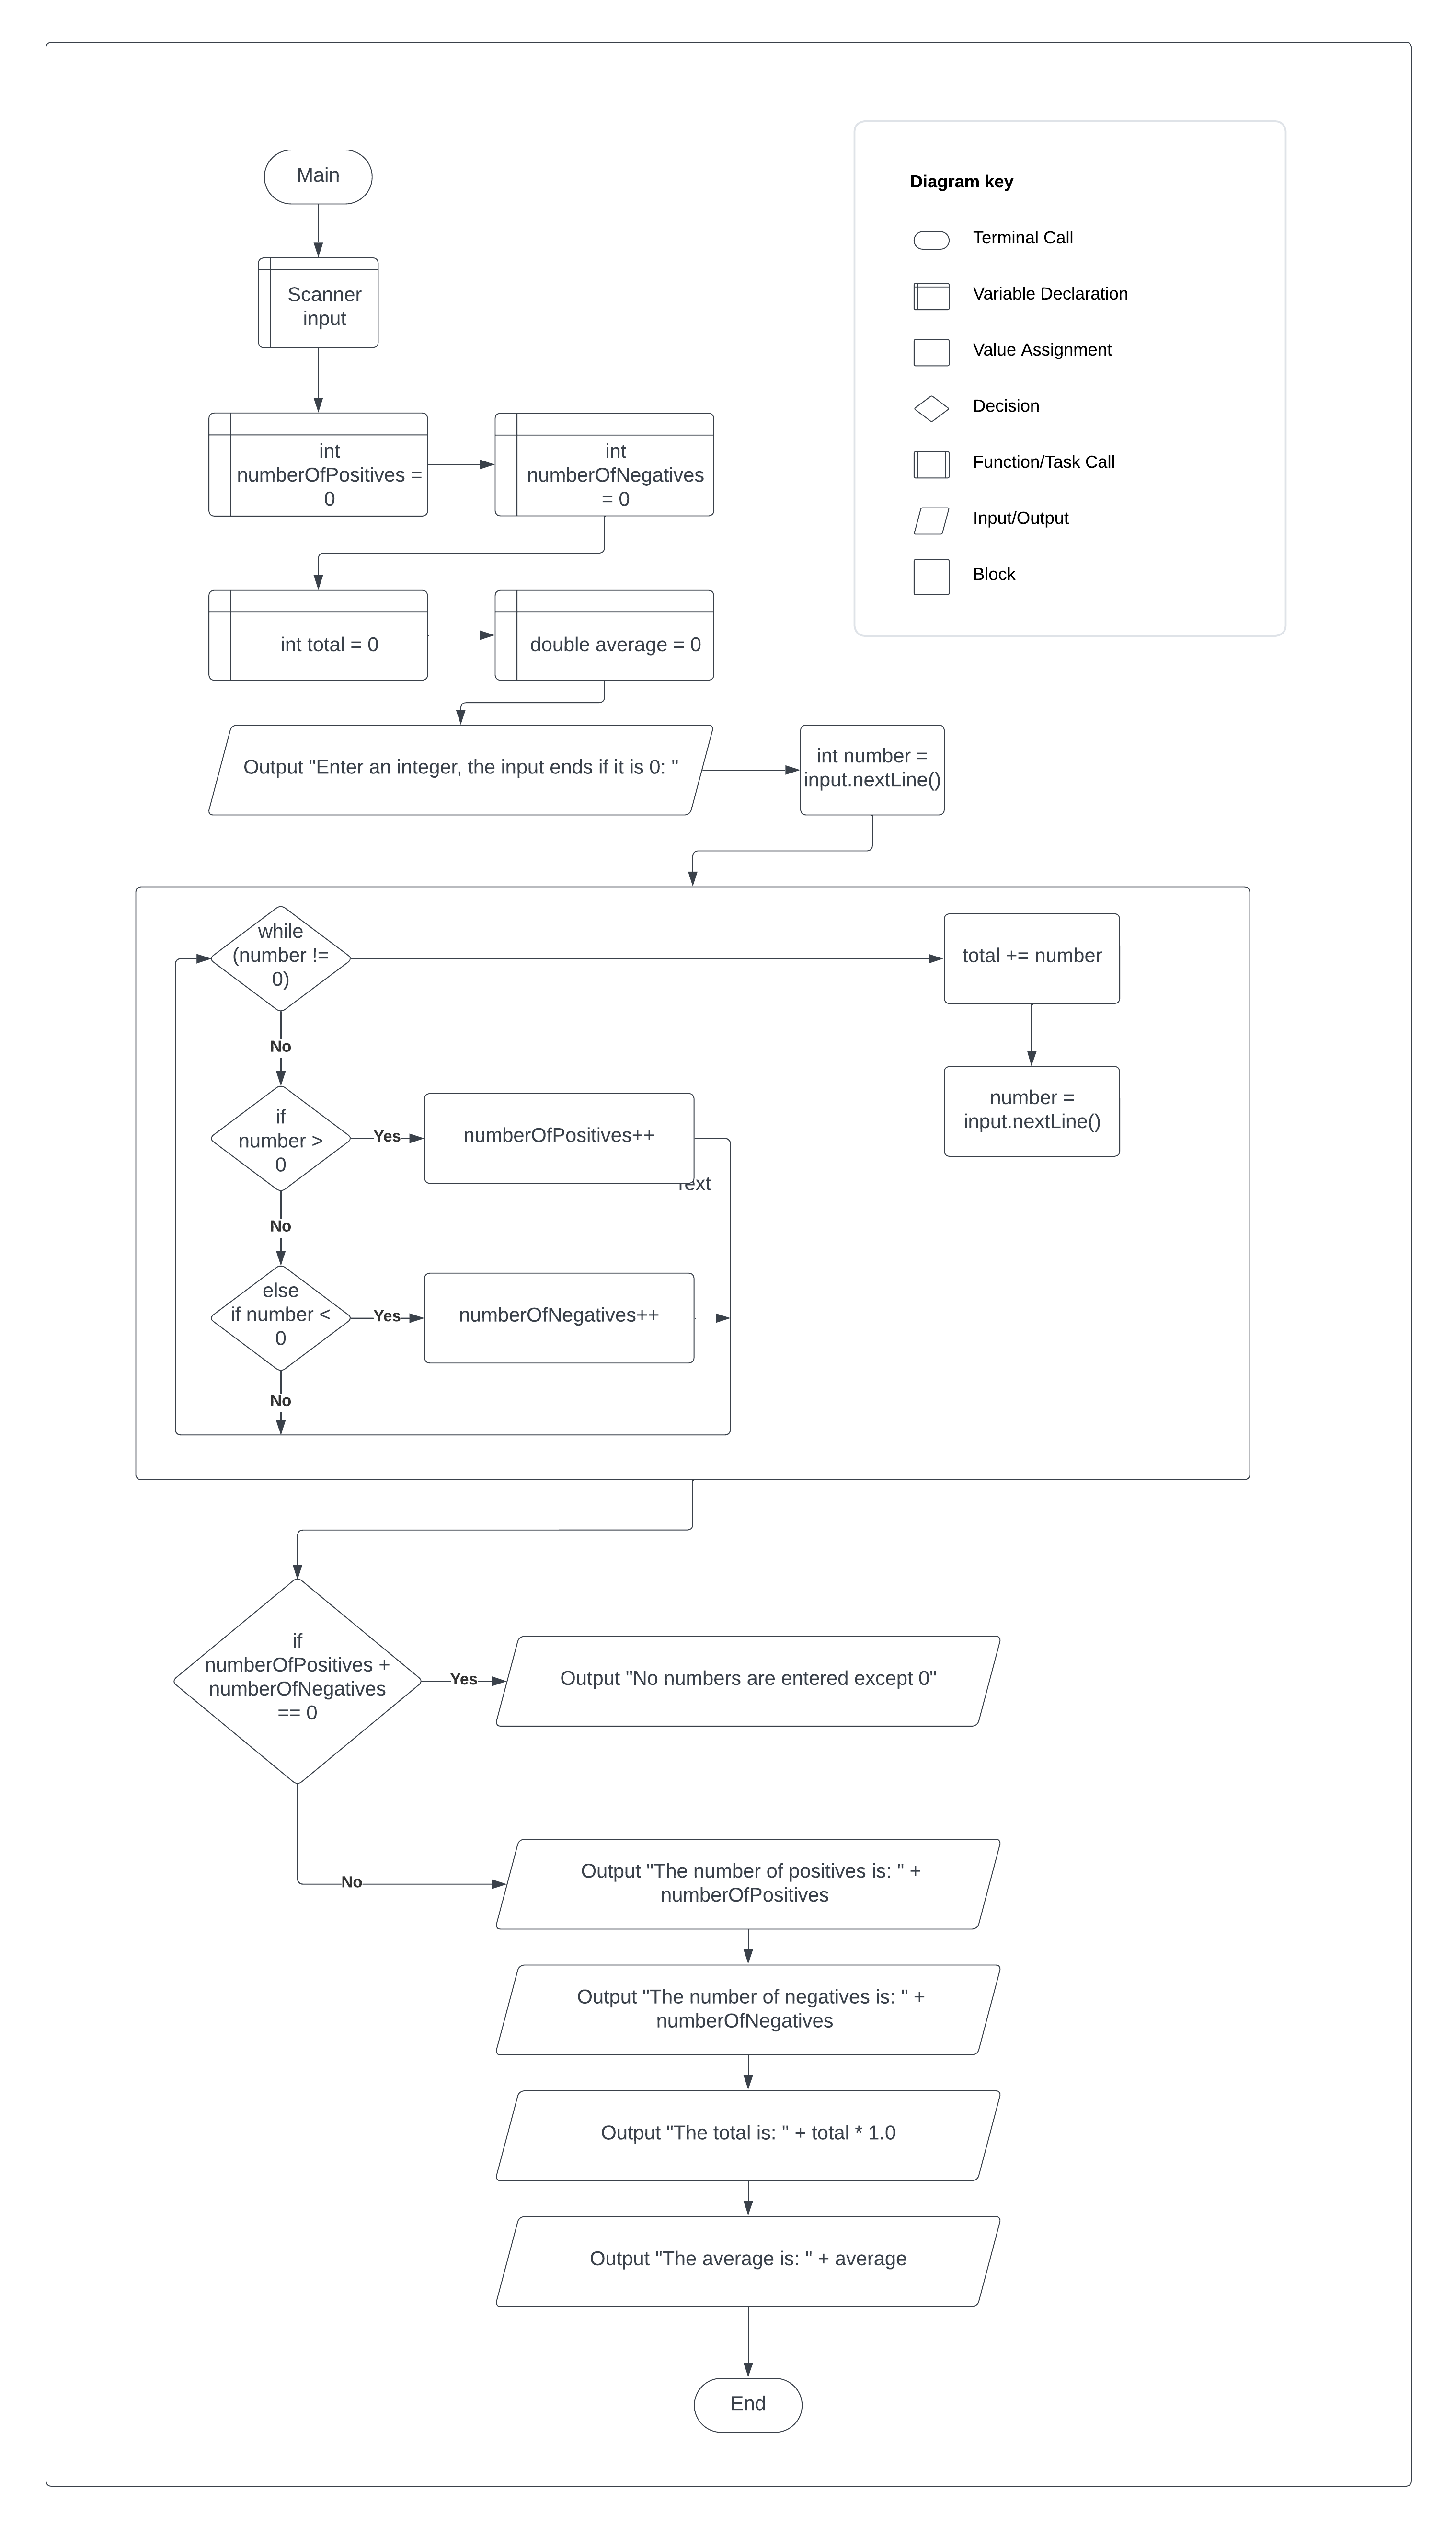 Main
Diagram key
Terminal Call
Variable Declaration
Value Assignment
Decision
Function/Task Call
Input/Output
Block
Scanner
input
int
numberOfPositives =
0
int
numberOfNegatives
= 0
int total = 0
double average = 0
Output "Enter an integer, the input ends if it is 0: "
int number =
input.nextLine()
while
(number !=
0)
total += number
number =
input.nextLine()
No
if
number >
0
Yes
numberOfPositives++
Text
No
else
if number <
0
Yes
numberOfNegatives++
No
if
numberOfPositives +
numberOfNegatives
== 0
Yes
Output "No numbers are entered except 0"
No
Output "The number of positives is: " +
numberOfPositives
Output "The number of negatives is: " +
numberOfNegatives
Output "The total is: " + total * 1.0
Output "The average is: " + average
End